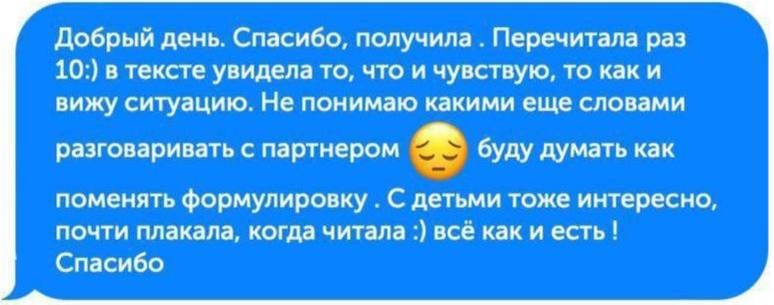 Добрый день. Спасибо, получила . Перечитала раз
10:) в тексте увидела то, что и чувствую, то как и
вижу ситуацию. Не понимаю какими еще словами
разговаривать с партнером 😔 буду думать как
поменять формулировку . С детьми тоже интересно,
почти плакала, когда читала :) всё как и есть !
Спасибо